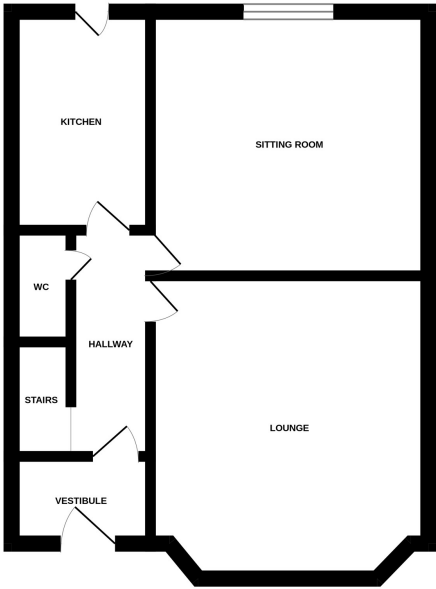 KITCHEN
SITTING ROOM
WC
HALLWAY
STAIRS
LOUNGE
VESTIBULE